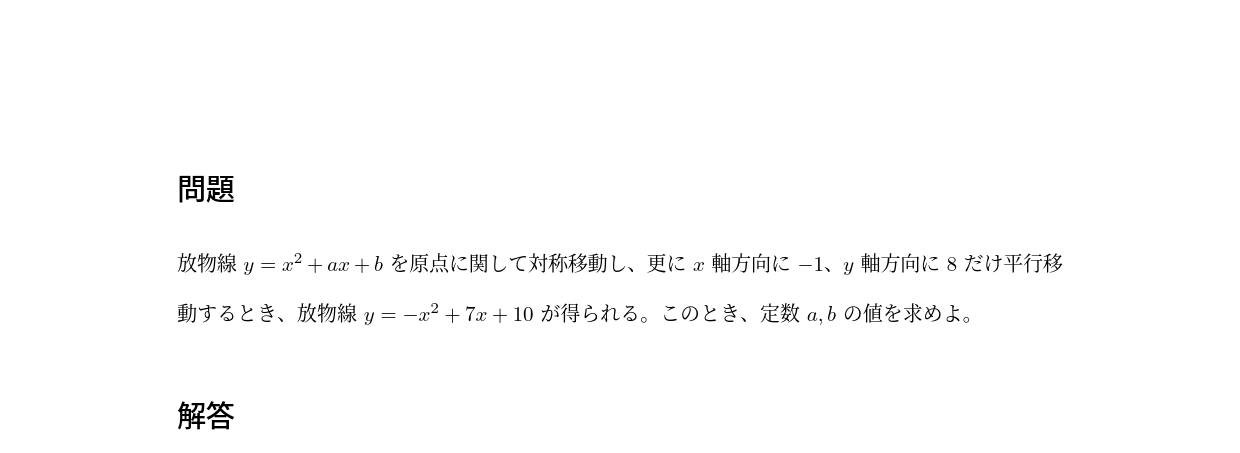 問題
放物線 y = x² + ax + b を原点に関して対称移動し、更に x 軸方向に −1、y 軸方向に 8 だけ平行移
動するとき、放物線 y = −x² + 7x + 10 が得られる。このとき、定数 a, b の値を求めよ。
解答